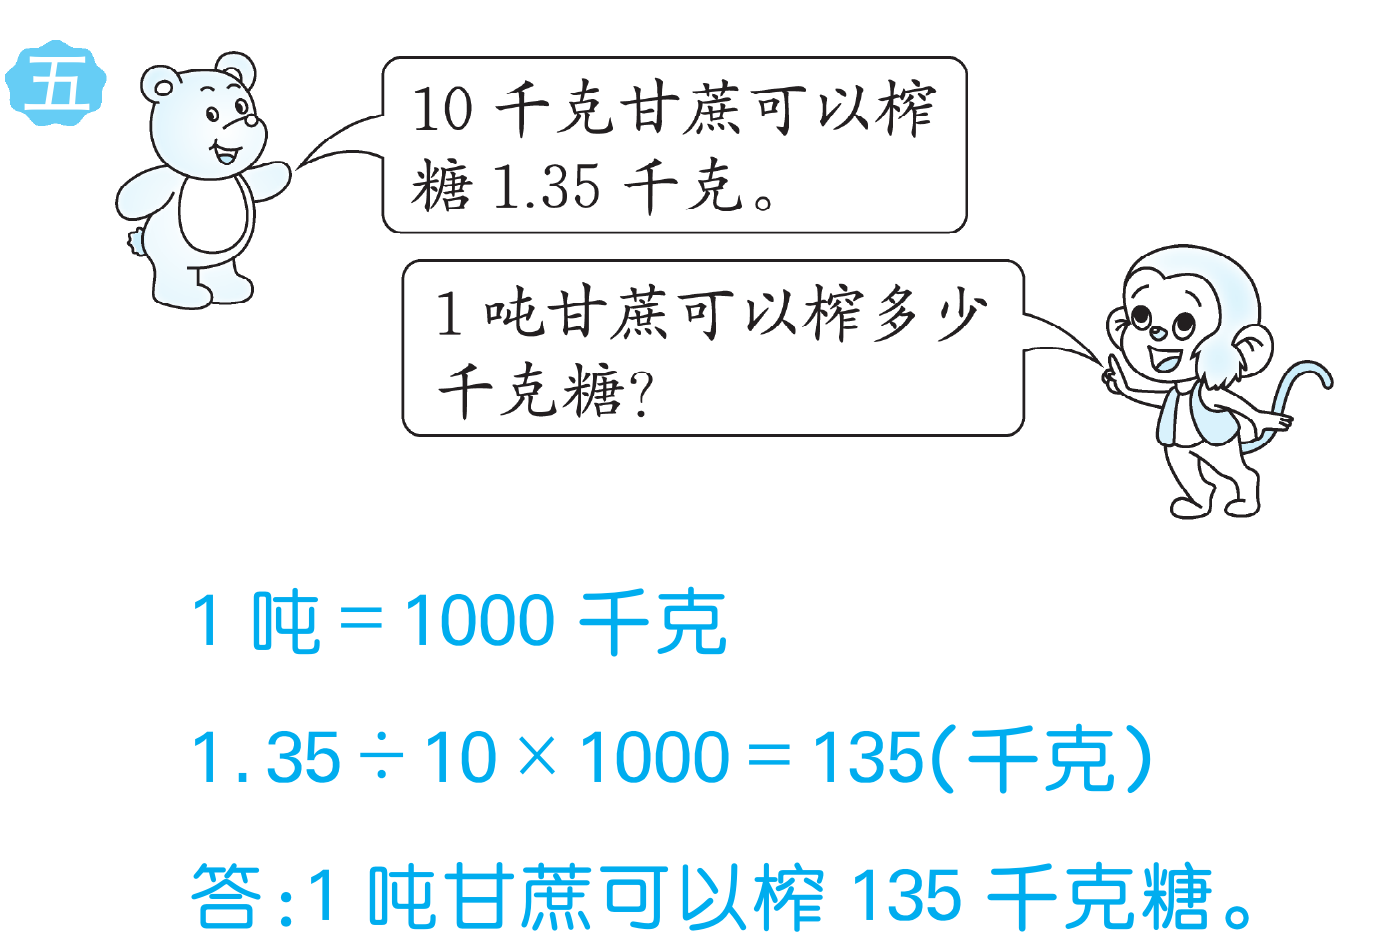 五
10 千克甘蔗可以榨
糖 1.35 千克。
1 吨甘蔗可以榨多少
千克糖?
1 吨=1000 千克
1.35÷10×1000=135(千克)
答:1 吨甘蔗可以榨 135 千克糖。